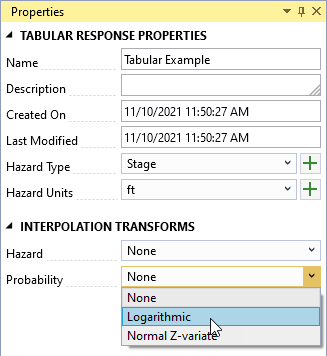 Properties
TABULAR RESPONSE PROPERTIES
Name Tabular Example
Description
Created On 11/10/2021 11:50:27 AM
Last Modified 11/10/2021 11:50:27 AM
Hazard Type Stage
Hazard Units ft
INTERPOLATION TRANSFORMS
Hazard None
Probability None
None
Logarithmic
Normal Z-variate